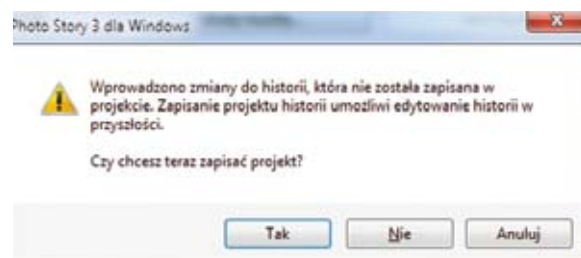 Photo Story 3 dla Windows
Wprowadzono zmiany do historii, która nie została zapisana w
projekcie. Zapisanie projektu historii umożliwi edytowanie historii w
przyszłości.
Czy chcesz teraz zapisać projekt?
Tak
Nie
Anuluj